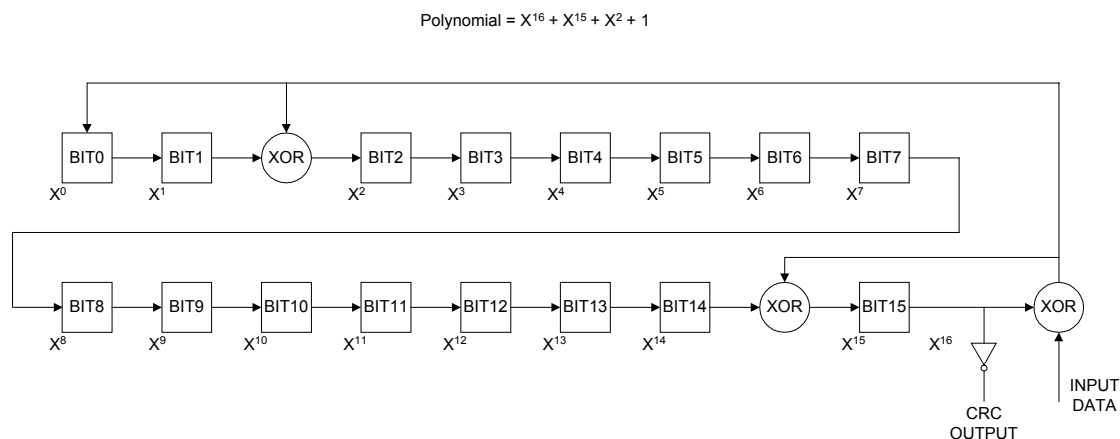 Polynomial = X¹⁶ + X¹⁵ + X² + 1
BIT0 BIT1 XOR BIT2 BIT3 BIT4 BIT5 BIT6 BIT7
X⁰ X¹ X² X³ X⁴ X⁵ X⁶ X⁷
BIT8 BIT9 BIT10 BIT11 BIT12 BIT13 BIT14 XOR BIT15 XOR
X⁸ X⁹ X¹⁰ X¹¹ X¹² X¹³ X¹⁴ X¹⁵ X¹⁶
INPUT
DATA
CRC
OUTPUT